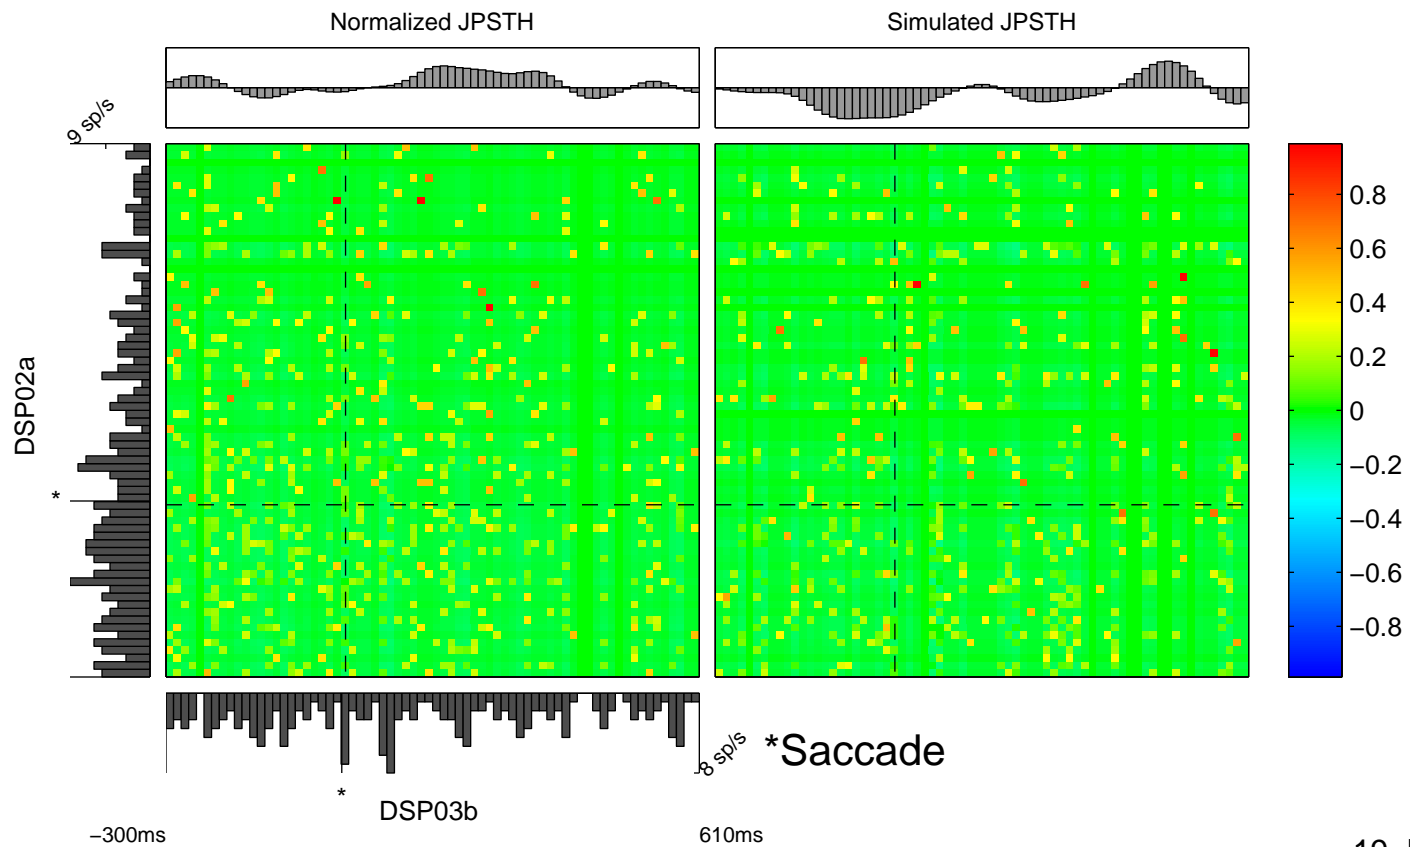 Normalized JPSTH
Simulated JPSTH
9 sp/s
DSP02a
*
0.8
0.6
0.4
0.2
0
−0.2
−0.4
−0.6
−0.8
8 sp/s
*Saccade
*
DSP03b
−300ms
610ms